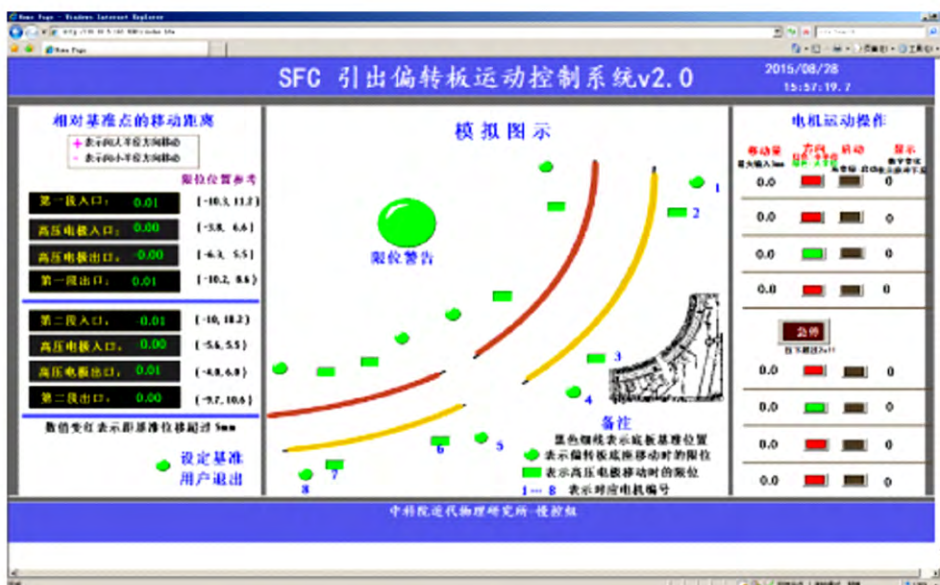 Home Page - Windows Internet Explorer
Home Page
SFC 引出偏转板运动控制系统v2.0
2015/08/28
15:57:19.7
相对基准点的移动距离
+ 表示向大半径方向移动
- 表示向小半径方向移动
限位位置参考
第一段入口： 0.01 (-10.3, 11.2)
高压电极入口： 0.00 (-3.8, 6.6)
高压电极出口： -0.00 (-6.3, 5.5)
第一段出口： 0.01 (-10.2, 8.6)
第二段入口： -0.01 (-10, 18.2)
高压电极入口： 0.00 (-5.6, 5.5)
高压电极出口： 0.01 (-4.8, 6.0)
第二段出口： 0.00 (-9.7, 10.6)
数值变红表示距基准位移超过 5mm
设定基准
用户退出
模拟图示
限位警告
1
2
3
4
5
6
7
8
备注
黑色细线表示底板基准位置
表示偏转板底座移动时的限位
表示高压电极移动时的限位
1--- 8 表示对应电机编号
电机运动操作
移动量 方向 启动 显示
0.0 0
0.0 0
0.0 0
0.0 0
急停
0.0 0
0.0 0
0.0 0
0.0 0
中科院近代物理研究所-慢控组